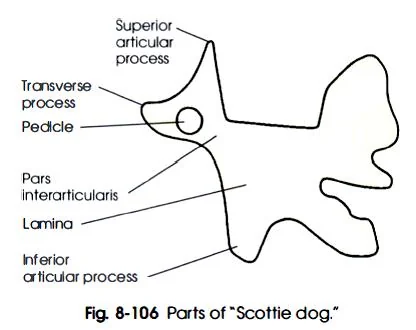 Superior
articular
process
Transverse
process
Pedicle
Pars
interarticularis
Lamina
Inferior
articular process
Fig. 8-106 Parts of "Scottie dog."